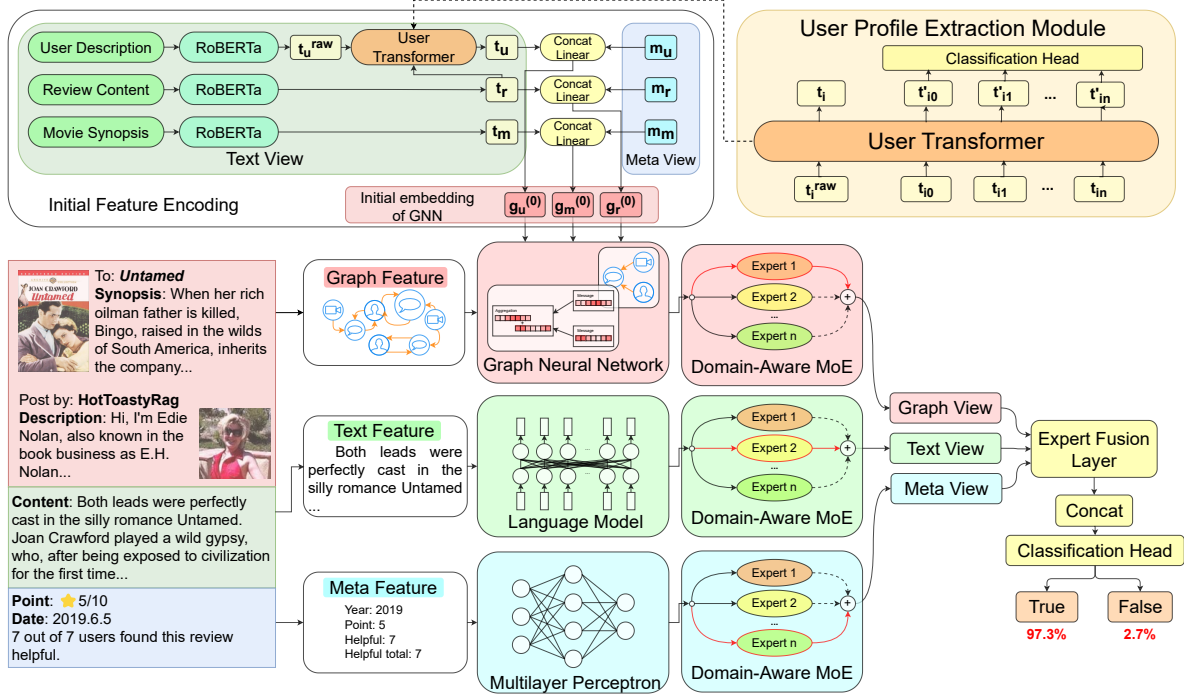 User Description
RoBERTa
t_u^raw
User
Transformer
t_u
Concat
Linear
m_u
Review Content
RoBERTa
t_r
Concat
Linear
m_r
Movie Synopsis
RoBERTa
t_m
Concat
Linear
m_m
Text View
Meta View
Initial Feature Encoding
Initial embedding
of GNN
g_u^(0)
g_m^(0)
g_r^(0)
User Profile Extraction Module
Classification Head
t_i
t'_i0
t'_i1
...
t'_in
User Transformer
t_i^raw
t_i0
t_i1
...
t_in
JOAN CRAWFORD
Untamed
To: Untamed
Synopsis: When her rich
oilman father is killed,
Bingo, raised in the wilds
of South America, inherits
the company...
Post by: HotToastyRag
Description: Hi, I'm Edie
Nolan, also known in the
book business as E.H.
Nolan...
Content: Both leads were perfectly
cast in the silly romance Untamed.
Joan Crawford played a wild gypsy,
who, after being exposed to civilization
for the first time...
Point: ⭐ 5/10
Date: 2019.6.5
7 out of 7 users found this review
helpful.
Graph Feature
Message
Aggregation
Message
Graph Neural Network
Expert 1
Expert 2
...
Expert n
Domain-Aware MoE
Text Feature
Both leads were
perfectly cast in the
silly romance Untamed
...
...
...
Language Model
Expert 1
Expert 2
...
Expert n
Domain-Aware MoE
Meta Feature
Year: 2019
Point: 5
Helpful: 7
Helpful total: 7
Multilayer Perceptron
Expert 1
Expert 2
...
Expert n
Domain-Aware MoE
Graph View
Text View
Meta View
Expert Fusion
Layer
Concat
Classification Head
True
False
97.3%
2.7%